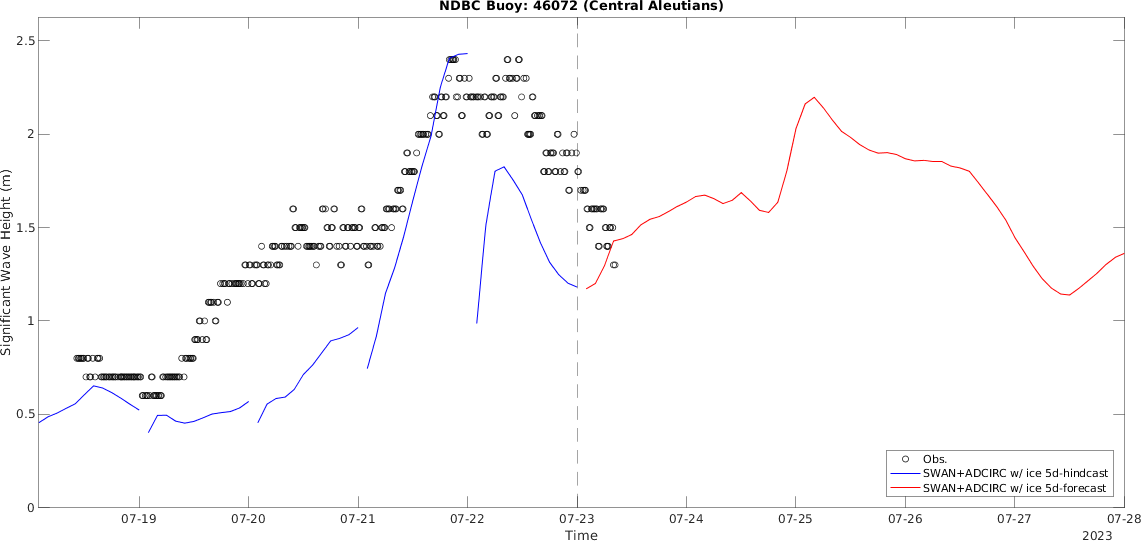 NDBC Buoy: 46072 (Central Aleutians)
2.5
2
1.5
1
0.5
0
Significant Wave Height (m)
Obs.
SWAN+ADCIRC w/ ice 5d-hindcast
SWAN+ADCIRC w/ ice 5d-forecast
07-19 07-20 07-21 07-22 07-23 07-24 07-25 07-26 07-27 07-28
Time
2023